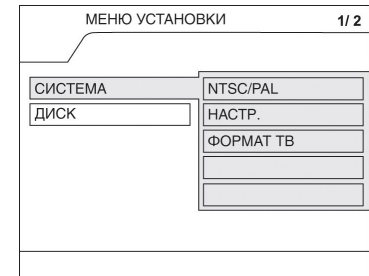 МЕНЮ УСТАНОВКИ 1/ 2
СИСТЕМА NTSC/PAL
ДИСК НАСТР.
ФОРМАТ ТВ